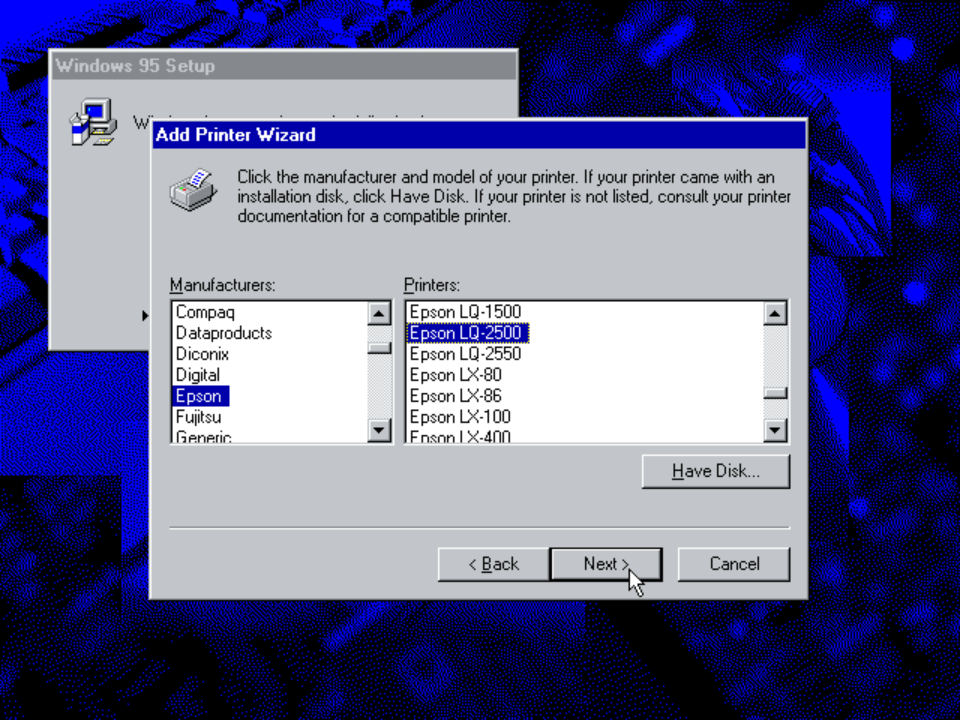 Windows 95 Setup
Add Printer Wizard
Click the manufacturer and model of your printer. If your printer came with an
installation disk, click Have Disk. If your printer is not listed, consult your printer
documentation for a compatible printer.
Manufacturers:
Compaq
Dataproducts
Diconix
Digital
Epson
Fujitsu
Generic
Printers:
Epson LQ-1500
Epson LQ-2500
Epson LQ-2550
Epson LX-80
Epson LX-86
Epson LX-100
Epson LX-400
Have Disk...
< Back
Next >
Cancel